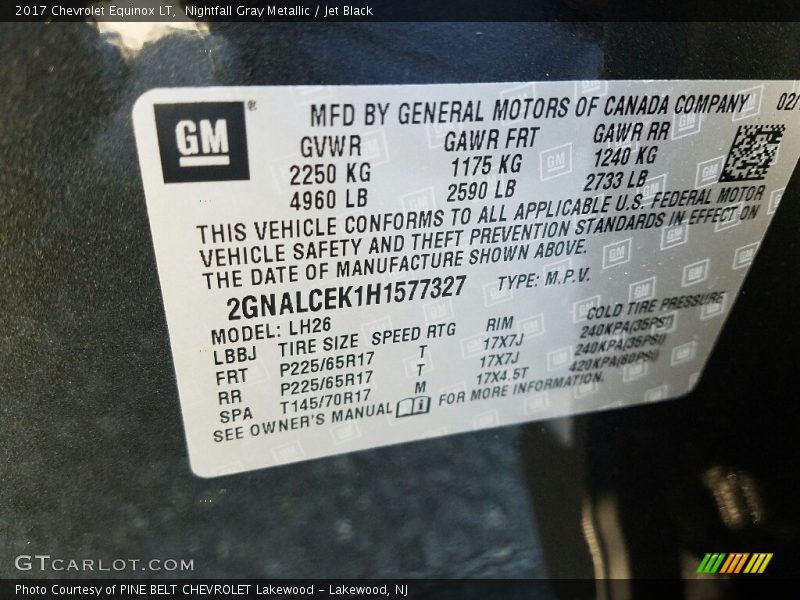 2017 Chevrolet Equinox LT,  Nightfall Gray Metallic / Jet Black
GM ®
MFD BY GENERAL MOTORS OF CANADA COMPANY 02/
GVWR GAWR FRT GAWR RR
2250 KG 1175 KG 1240 KG
4960 LB 2590 LB 2733 LB
THIS VEHICLE CONFORMS TO ALL APPLICABLE U.S. FEDERAL MOTOR
VEHICLE SAFETY AND THEFT PREVENTION STANDARDS IN EFFECT ON
THE DATE OF MANUFACTURE SHOWN ABOVE.
2GNALCEK1H1577327 TYPE: M.P.V.
MODEL: LH26
LBBJ TIRE SIZE SPEED RTG RIM COLD TIRE PRESSURE
FRT P225/65R17 T 17X7J 240KPA(35PSI)
RR P225/65R17 T 17X7J 240KPA(35PSI)
SPA T145/70R17 M 17X4.5T 420KPA(60PSI)
SEE OWNER'S MANUAL FOR MORE INFORMATION.
GTCARLOT.COM
Photo Courtesy of PINE BELT CHEVROLET Lakewood - Lakewood, NJ